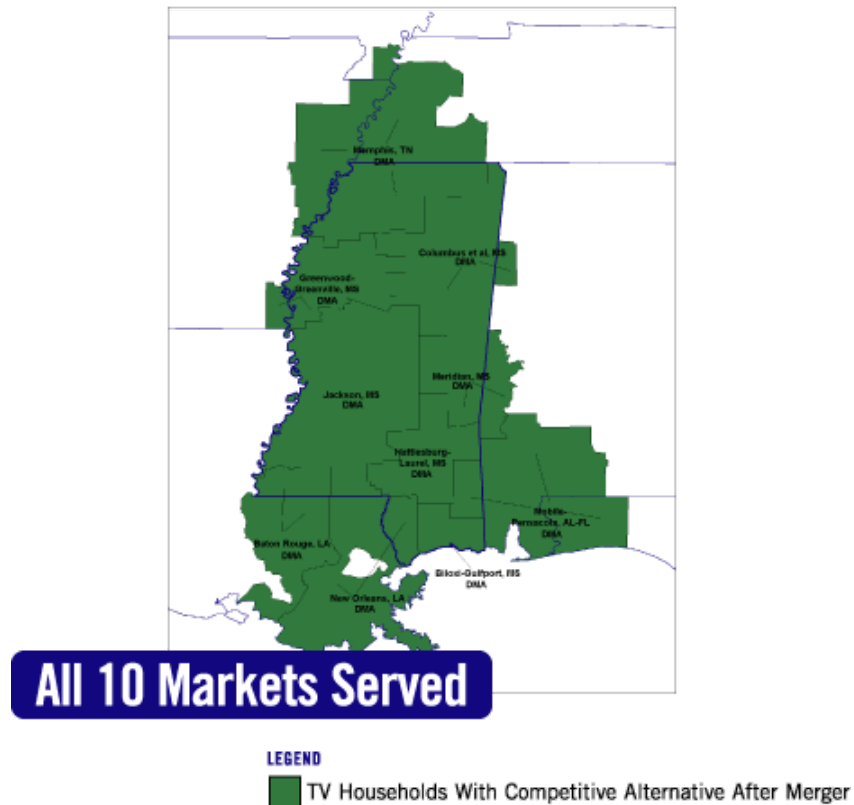 Memphis, TN
DMA
Columbus et al, MS
DMA
Greenwood-
Greenville, MS
DMA
Meridian, MS
DMA
Jackson, MS
DMA
Hattiesburg-
Laurel, MS
DMA
Mobile-
Pensacola, AL-FL
DMA
Baton Rouge, LA
DMA
Biloxi-Gulfport, MS
DMA
New Orleans, LA
DMA
All 10 Markets Served
LEGEND
TV Households With Competitive Alternative After Merger